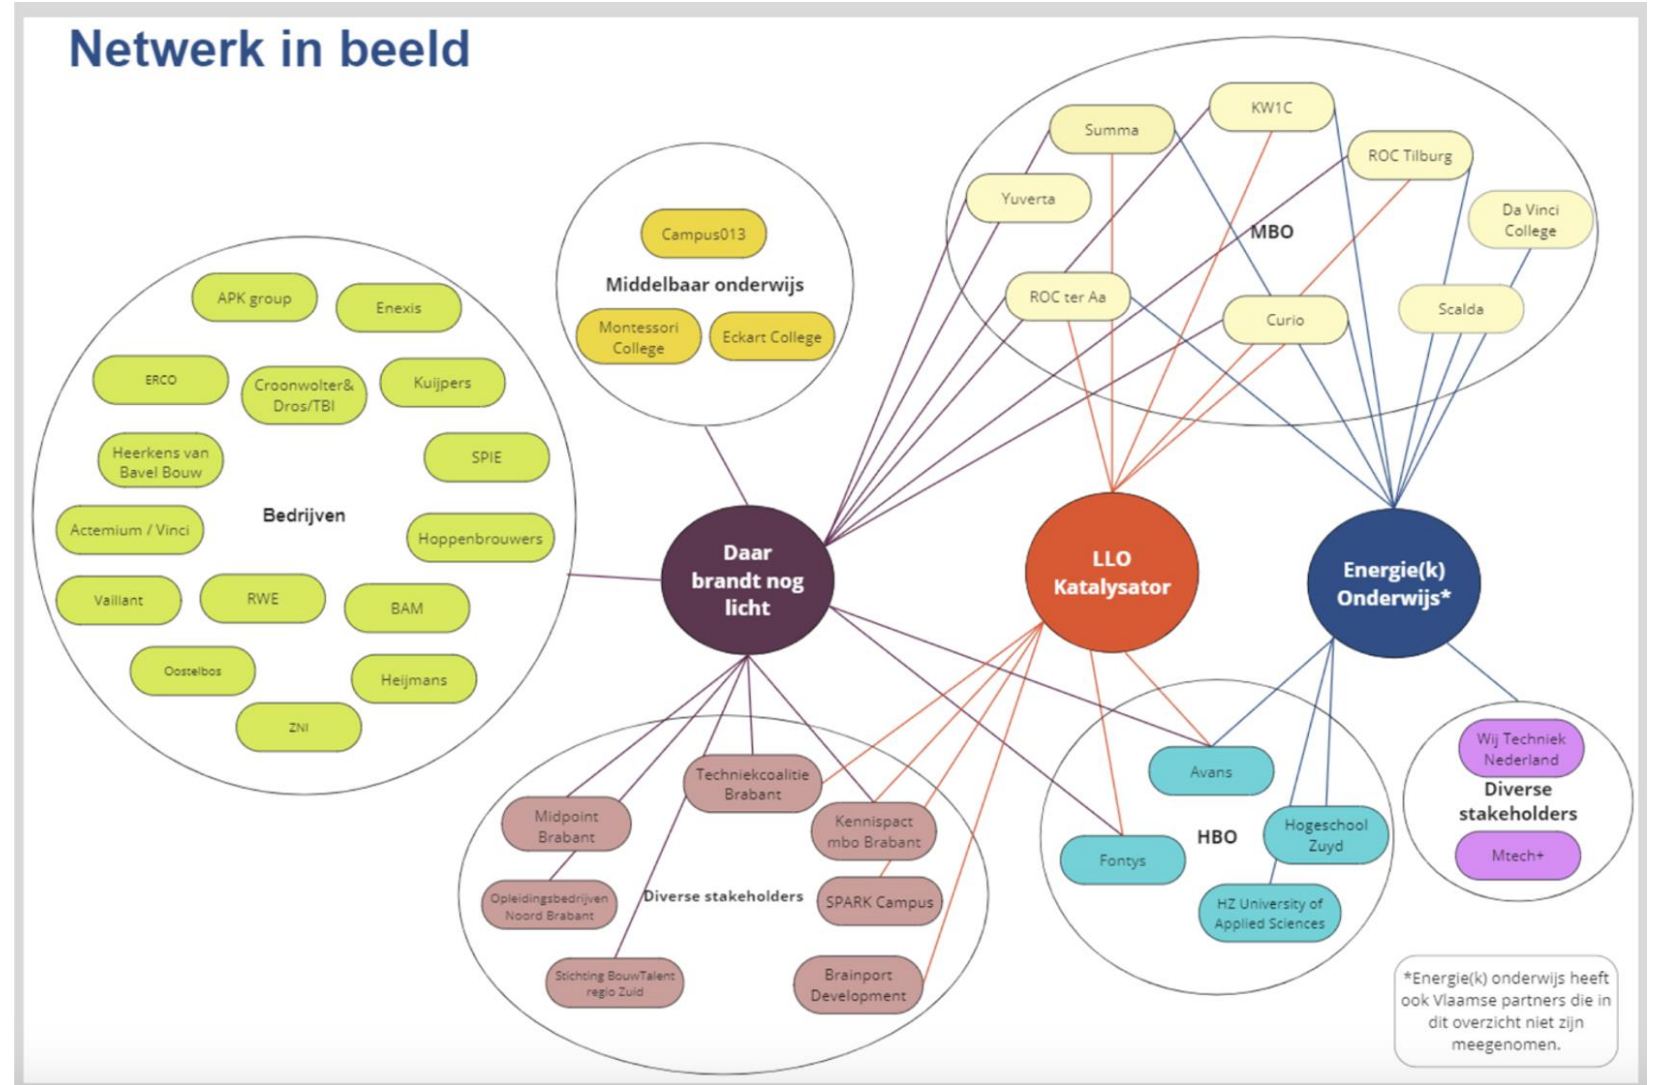 Netwerk in beeld
KW1C
Summa
ROC Tilburg
Yuverta
Da Vinci
College
MBO
ROC ter Aa
Curio
Scalda
Campus013
Middelbaar onderwijs
Montessori
College
Eckart College
APK group
Enexis
ERCO
Croonwolter&
Dros/TBI
Kuijpers
Heerkens van
Bavel Bouw
SPIE
Bedrijven
Actemium / Vinci
Hoppenbrouwers
Vaillant
RWE
BAM
Oostelbos
Heijmans
ZNI
Daar
brandt nog
licht
LLO
Katalysator
Energie(k)
Onderwijs*
Techniekcoalitie
Brabant
Midpoint
Brabant
Kennispact
mbo Brabant
Opleidingsbedrijven
Noord Brabant
Diverse stakeholders
SPARK Campus
Stichting BouwTalent
regio Zuid
Brainport
Development
Avans
HBO
Hogeschool
Zuyd
Fontys
HZ University of
Applied Sciences
Wij Techniek
Nederland
Diverse
stakeholders
Mtech+
*Energie(k) onderwijs heeft
ook Vlaamse partners die in
dit overzicht niet zijn
meegenomen.